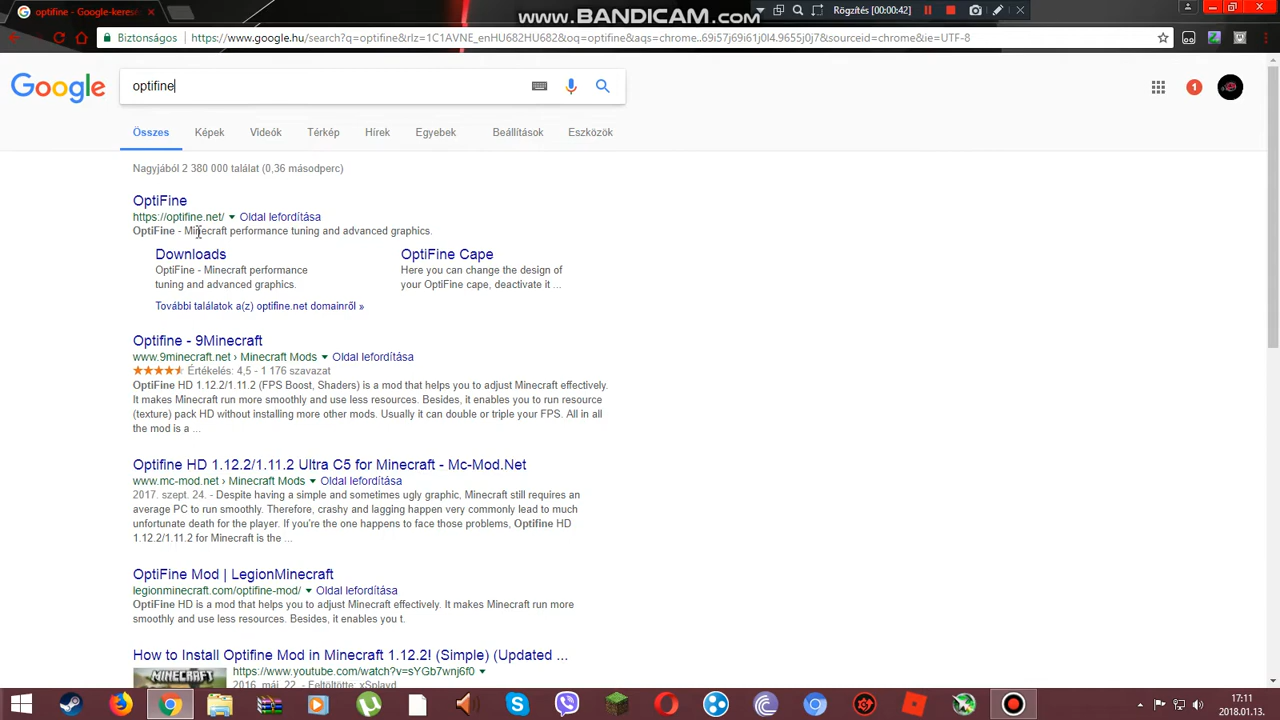 optifine - Google-keres
www.BANDICAM.com
Rögzítés [00:00:42]
Biztonságos
https://www.google.hu/search?q=optifine&rlz=1C1AVNE_enHU682HU682&oq=optifine&aqs=chrome..69i57j69i61j0l4.9655j0j7&sourceid=chrome&ie=UTF-8
Google
optifine
1
Összes Képek Videók Térkép Hírek Egyebek Beállítások Eszközök
Nagyjából 2 380 000 találat (0,36 másodperc)
OptiFine
https://optifine.net/ Oldal lefordítása
OptiFine - Minecraft performance tuning and advanced graphics.
Downloads
OptiFine - Minecraft performance
tuning and advanced graphics.
OptiFine Cape
Here you can change the design of
your OptiFine cape, deactivate it ...
További találatok a(z) optifine.net domainről »
Optifine - 9Minecraft
www.9minecraft.net › Minecraft Mods Oldal lefordítása
Értékelés: 4,5 - 1 176 szavazat
OptiFine HD 1.12.2/1.11.2 (FPS Boost, Shaders) is a mod that helps you to adjust Minecraft effectively.
It makes Minecraft run more smoothly and use less resources. Besides, it enables you to run resource
(texture) pack HD without installing more other mods. Usually it can double or triple your FPS. All in all
the mod is a ...
Optifine HD 1.12.2/1.11.2 Ultra C5 for Minecraft - Mc-Mod.Net
www.mc-mod.net › Minecraft Mods Oldal lefordítása
2017. szept. 24. - Despite having a simple and sometimes ugly graphic, Minecraft still requires an
average PC to run smoothly. Therefore, crashy and lagging happen very commonly lead to much
unfortunate death for the player. If you're the one happens to face those problems, Optifine HD
1.12.2/1.11.2 for Minecraft is the ...
OptiFine Mod | LegionMinecraft
legionminecraft.com/optifine-mod/ Oldal lefordítása
OptiFine HD is a mod that helps you to adjust Minecraft effectively. It makes Minecraft run more
smoothly and use less resources. Besides, it enables you t.
How to Install Optifine Mod in Minecraft 1.12.2! (Simple) (Updated ...
MINECRAFT
https://www.youtube.com/watch?v=sYGb7wnj6f0
2016. máj. 22. - Feltöltötte: xSplayd
17:11
2018.01.13.